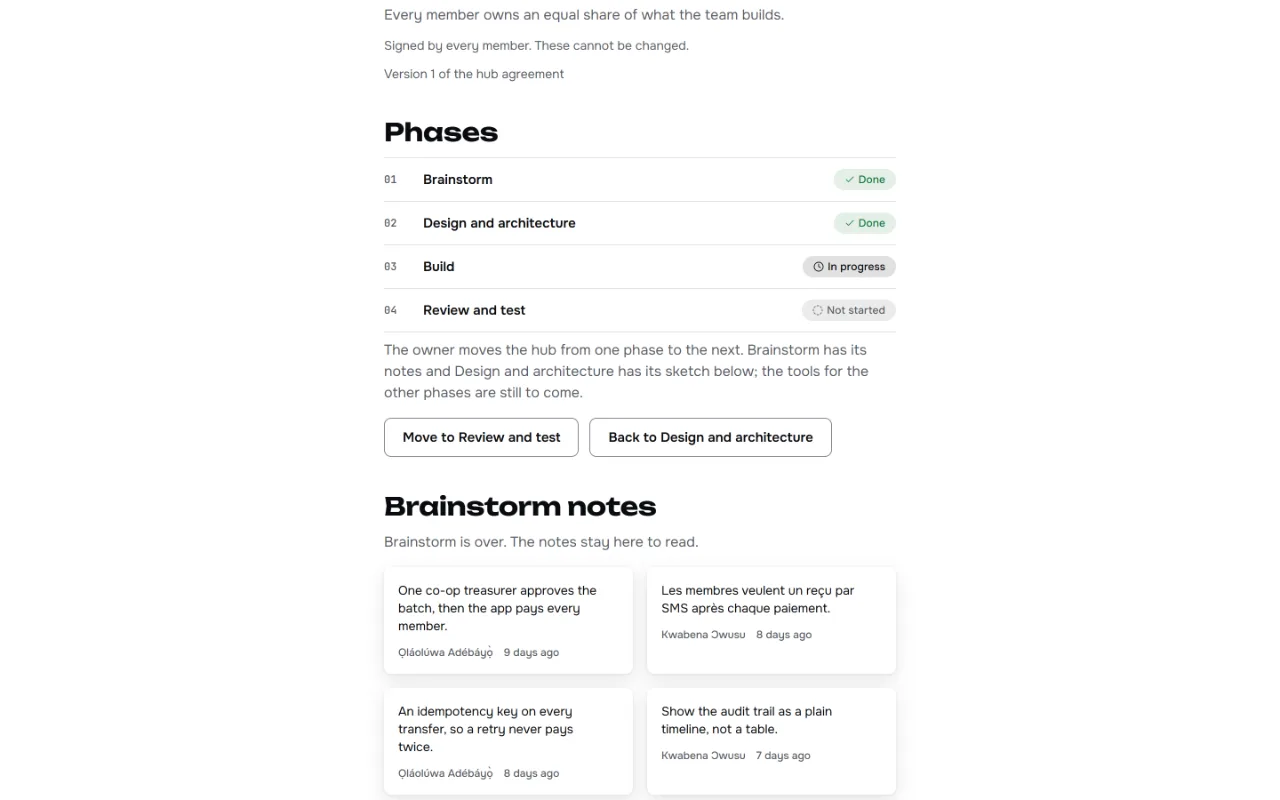 Every member owns an equal share of what the team builds.
Signed by every member. These cannot be changed.
Version 1 of the hub agreement
Phases
01 Brainstorm Done
02 Design and architecture Done
03 Build In progress
04 Review and test Not started
The owner moves the hub from one phase to the next. Brainstorm has its
notes and Design and architecture has its sketch below; the tools for the
other phases are still to come.
Move to Review and test Back to Design and architecture
Brainstorm notes
Brainstorm is over. The notes stay here to read.
One co-op treasurer approves the
batch, then the app pays every
member.
Ọláolúwa Adébáyọ̀ 9 days ago
Les membres veulent un reçu par
SMS après chaque paiement.
Kwabena Ɔwusu 8 days ago
An idempotency key on every
transfer, so a retry never pays
twice.
Ọláolúwa Adébáyọ̀ 8 days ago
Show the audit trail as a plain
timeline, not a table.
Kwabena Ɔwusu 7 days ago